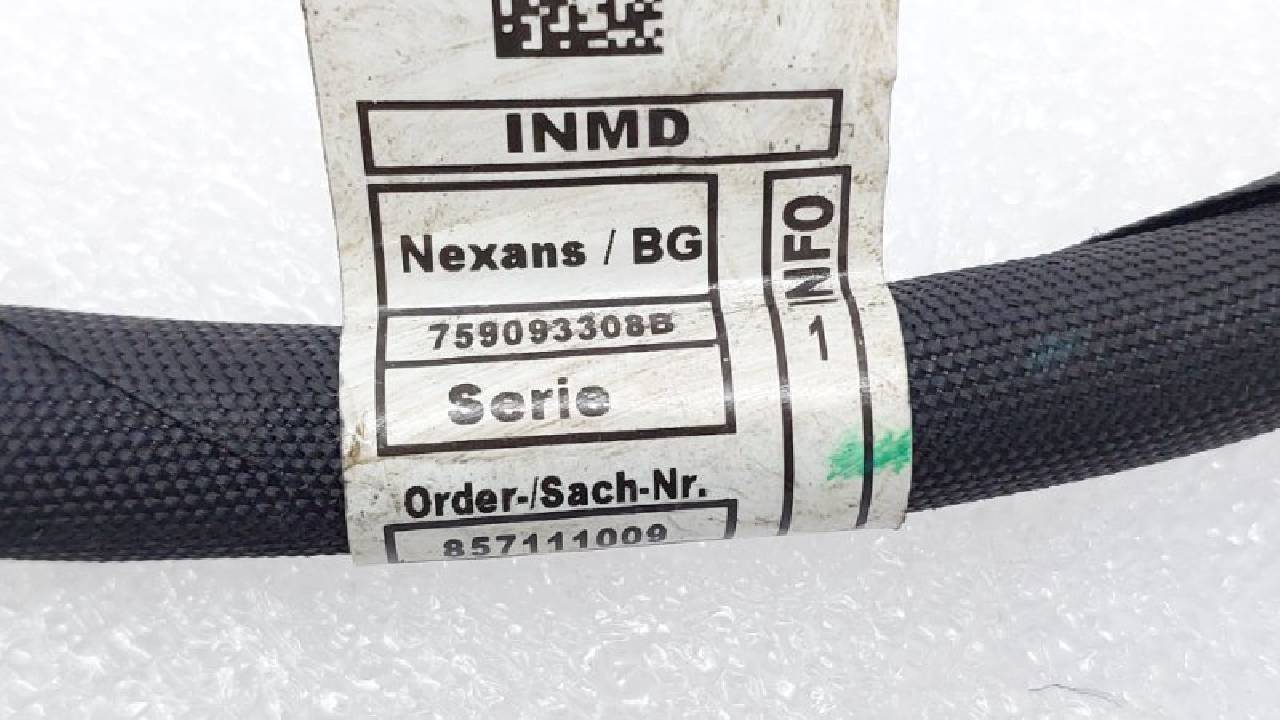 INMD
Nexans / BG
INFO
759093308B
1
Serie
Order-/Sach-Nr.
857111009